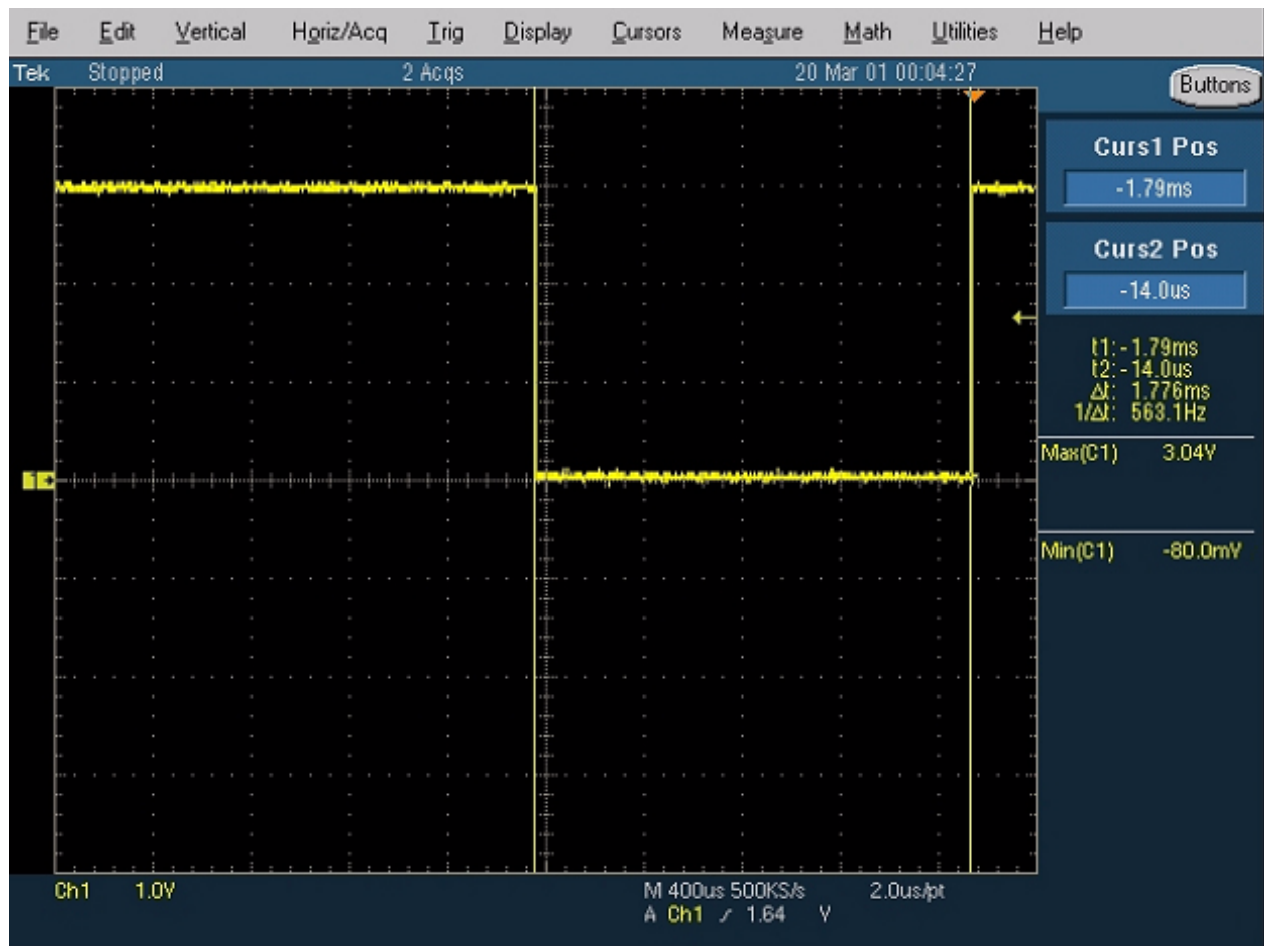 File Edit Vertical Horiz/Acq Trig Display Cursors Measure Math Utilities Help
Tek Stopped 2 Acqs 20 Mar 01 00:04:27
Buttons
Curs1 Pos
-1.79ms
Curs2 Pos
-14.0us
t1: -1.79ms
t2: -14.0us
Δt: 1.776ms
1/Δt: 563.1Hz
Max(C1) 3.04V
1
Min(C1) -80.0mV
Ch1 1.0V M 400us 500KS/s 2.0us/pt
A Ch1 ⁄ 1.64 V